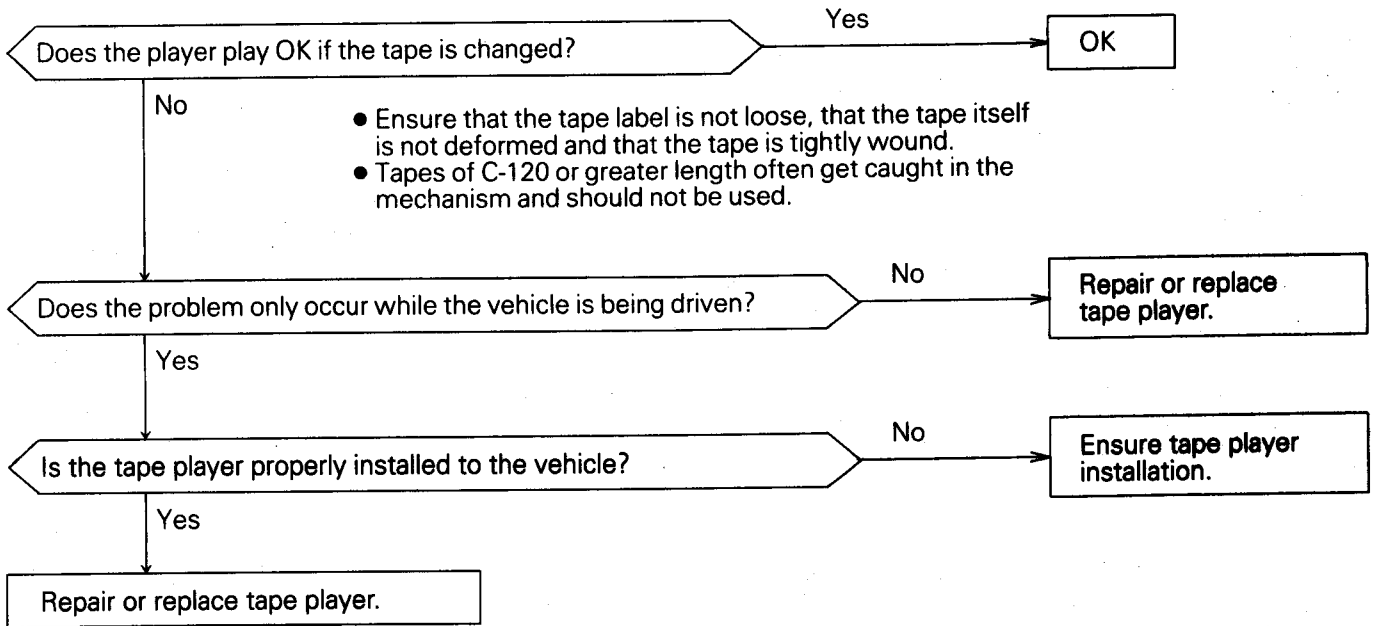 Does the player play OK if the tape is changed?
Yes
OK
No
● Ensure that the tape label is not loose, that the tape itself
is not deformed and that the tape is tightly wound.
● Tapes of C-120 or greater length often get caught in the
mechanism and should not be used.
Does the problem only occur while the vehicle is being driven?
No
Repair or replace
tape player.
Yes
Is the tape player properly installed to the vehicle?
No
Ensure tape player
installation.
Yes
Repair or replace tape player.